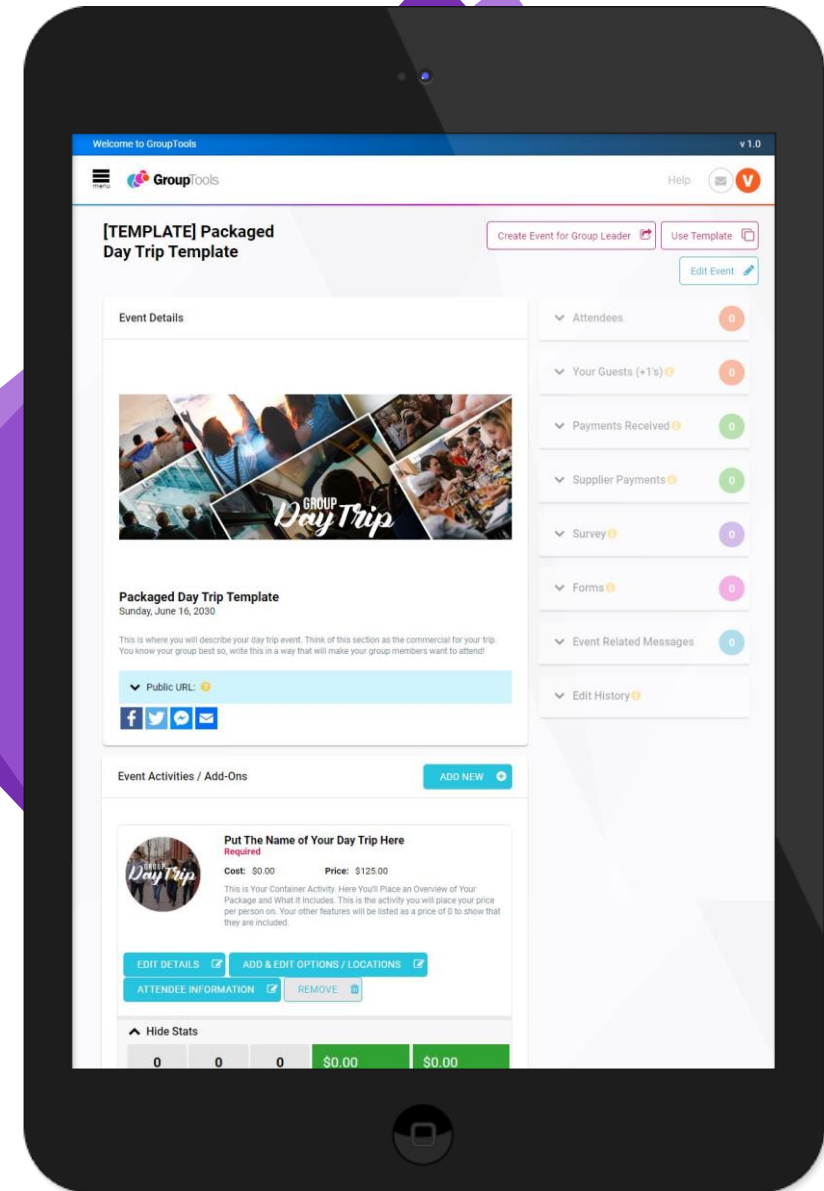 Welcome to GroupTools
v 1.0
menu
GroupTools
Help
V
[TEMPLATE] Packaged
Day Trip Template
Create Event for Group Leader
Use Template
Edit Event
Event Details
GROUP
Day Trip
Packaged Day Trip Template
Sunday, June 16, 2030
This is where you will describe your day trip event. Think of this section as the commercial for your trip.
You know your group best so, write this in a way that will make your group members want to attend!
Public URL:
Attendees 0
Your Guests (+1's) 0
Payments Received 0
Supplier Payments 0
Survey 0
Forms 0
Event Related Messages 0
Edit History
Event Activities / Add-Ons
ADD NEW
GROUP
Day Trip
Put The Name of Your Day Trip Here
Required
Cost: $0.00 Price: $125.00
This is Your Container Activity. Here You'll Place an Overview of Your
Package and What It Includes. This is the activity you will place your price
per person on. Your other features will be listed as a price of 0 to show that
they are included.
EDIT DETAILS
ADD & EDIT OPTIONS / LOCATIONS
ATTENDEE INFORMATION
REMOVE
Hide Stats
0 0 0 $0.00 $0.00